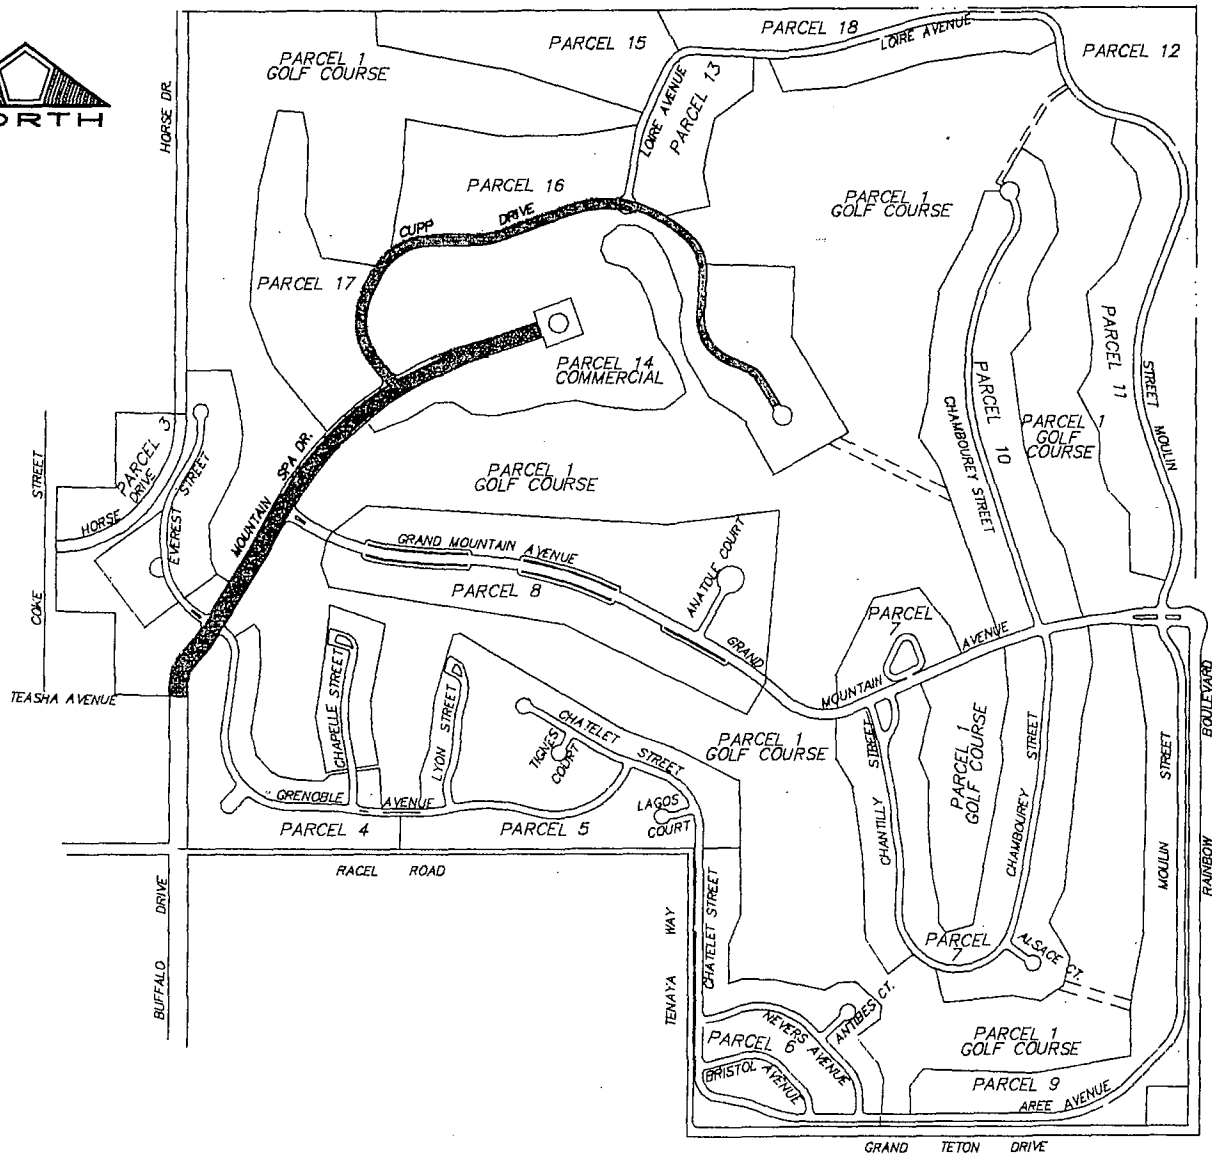 PARCEL 18
LOIRE AVENUE
PARCEL 15
PARCEL 12
PARCEL 1
GOLF COURSE
PARCEL 13
LOIRE AVENUE
HORSE DR.
PARCEL 16
PARCEL 1
GOLF COURSE
CUPP DRIVE
PARCEL 17
PARCEL 14
COMMERCIAL
PARCEL 11
STREET MOULIN
PARCEL 10
CHAMBOUREY STREET
PARCEL 1
GOLF
COURSE
PARCEL 3
HORSE DRIVE
EVEREST STREET
COKE STREET
MOUNTAIN SPA DR.
PARCEL 1
GOLF COURSE
GRAND MOUNTAIN AVENUE
PARCEL 8
ANATOLE COURT
GRAND MOUNTAIN AVENUE
PARCEL
7
TEASHA AVENUE
CHAPELLE STREET
LYON STREET
CHATELET STREET
TIGNES
COURT
PARCEL 1
GOLF COURSE
CHANTILLY STREET
PARCEL 1
GOLF COURSE
CHAMBOUREY STREET
MOULIN STREET
RAINBOW BOULEVARD
GRENOBLE AVENUE
LAGOS
COURT
PARCEL 4
PARCEL 5
RACEL ROAD
BUFFALO DRIVE
TENAYA WAY
CHATELET STREET
PARCEL
7
ALSACE CT.
ANTIBES CT.
NEVERS AVENUE
PARCEL 6
BRISTOL AVENUE
PARCEL 1
GOLF COURSE
PARCEL 9
AREE AVENUE
GRAND TETON DRIVE